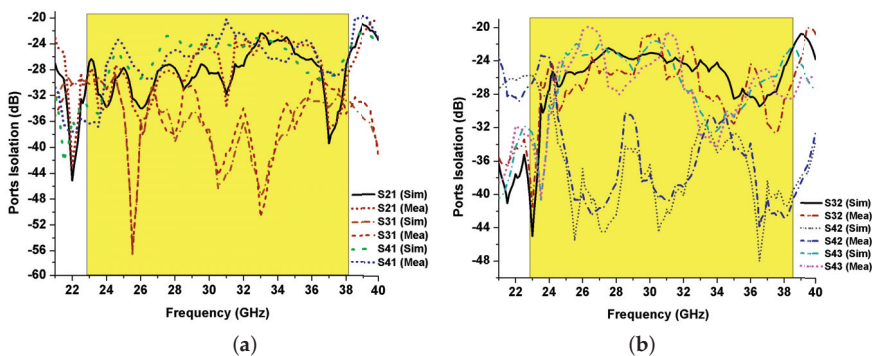 -20
-24
-28
-32
-36
-40
-44
-48
-52
-56
-60
Ports Isolation (dB)
S21 (Sim)
S21 (Mea)
S31 (Sim)
S31 (Mea)
S41 (Sim)
S41 (Mea)
22 24 26 28 30 32 34 36 38 40
Frequency (GHz)
(a)
-20
-24
-28
-32
-36
-40
-44
-48
Ports Isolation (dB)
S32 (Sim)
S32 (Mea)
S42 (Sim)
S42 (Mea)
S43 (Sim)
S43 (Mea)
22 24 26 28 30 32 34 36 38 40
Frequency (GHz)
(b)